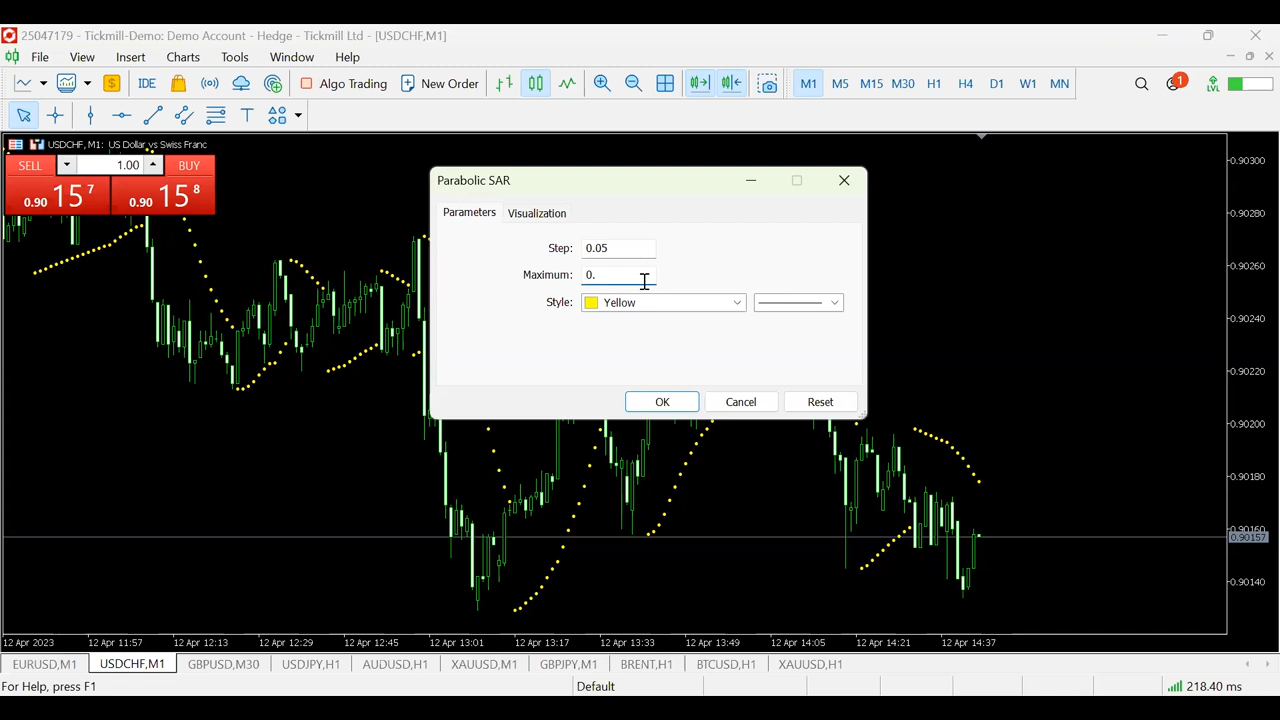 25047179 - Tickmill-Demo: Demo Account - Hedge - Tickmill Ltd - [USDCHF,M1]
File View Insert Charts Tools Window Help
IDE Algo Trading New Order M1 M5 M15 M30 H1 H4 D1 W1 MN 1 LVL
T
USDCHF, M1: US Dollar vs Swiss Franc
SELL 1.00 BUY
0.90 15 7 0.90 15 8
Parabolic SAR
Parameters Visualization
Step: 0.05
Maximum: 0.
Style: Yellow
OK Cancel Reset
0.90300
0.90280
0.90260
0.90240
0.90220
0.90200
0.90180
0.90160
0.90157
0.90140
12 Apr 2023 12 Apr 11:57 12 Apr 12:13 12 Apr 12:29 12 Apr 12:45 12 Apr 13:01 12 Apr 13:17 12 Apr 13:33 12 Apr 13:49 12 Apr 14:05 12 Apr 14:21 12 Apr 14:37
EURUSD,M1 USDCHF,M1 GBPUSD,M30 USDJPY,H1 AUDUSD,H1 XAUUSD,M1 GBPJPY,M1 BRENT,H1 BTCUSD,H1 XAUUSD,H1
For Help, press F1 Default 218.40 ms